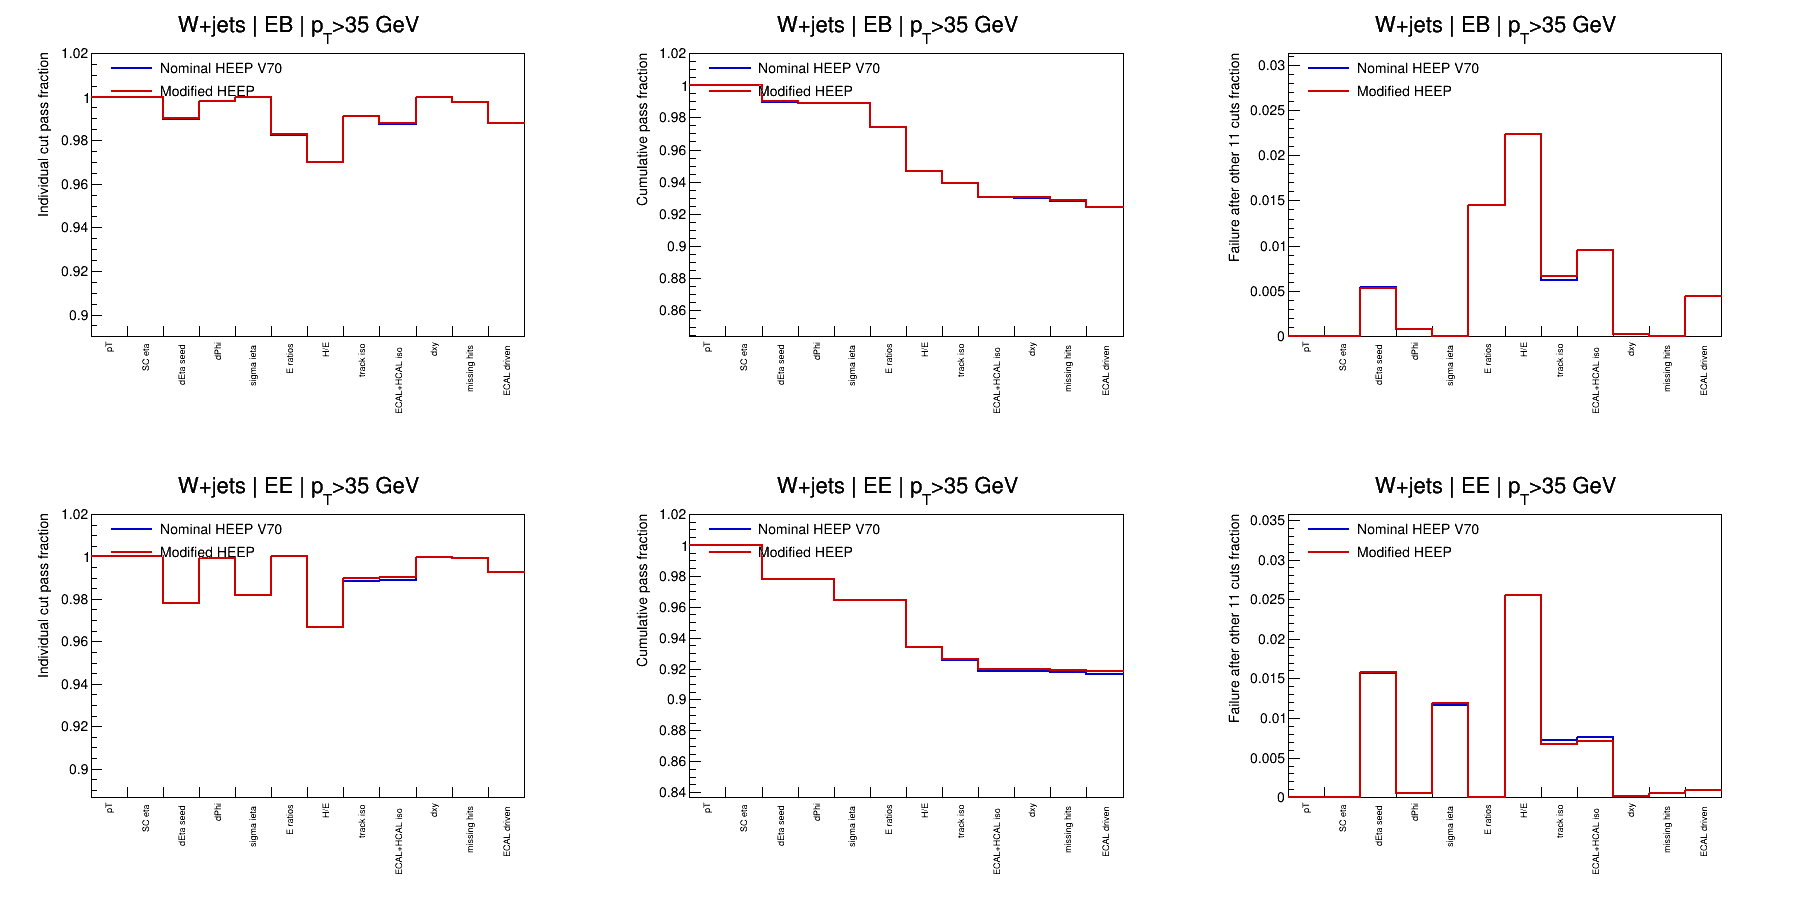 W+jets | EB | pT>35 GeV
Individual cut pass fraction
1.02
1
0.98
0.96
0.94
0.92
0.9
Nominal HEEP V70
Modified HEEP
pT
SC eta
dEta seed
dPhi
sigma ieta
E ratios
H/E
track iso
ECAL+HCAL iso
dxy
missing hits
ECAL driven
W+jets | EB | pT>35 GeV
Cumulative pass fraction
1.02
1
0.98
0.96
0.94
0.92
0.9
0.88
0.86
Nominal HEEP V70
Modified HEEP
pT
SC eta
dEta seed
dPhi
sigma ieta
E ratios
H/E
track iso
ECAL+HCAL iso
dxy
missing hits
ECAL driven
W+jets | EB | pT>35 GeV
Failure after other 11 cuts fraction
0.03
0.025
0.02
0.015
0.01
0.005
0
Nominal HEEP V70
Modified HEEP
pT
SC eta
dEta seed
dPhi
sigma ieta
E ratios
H/E
track iso
ECAL+HCAL iso
dxy
missing hits
ECAL driven
W+jets | EE | pT>35 GeV
Individual cut pass fraction
1.02
1
0.98
0.96
0.94
0.92
0.9
Nominal HEEP V70
Modified HEEP
pT
SC eta
dEta seed
dPhi
sigma ieta
E ratios
H/E
track iso
ECAL+HCAL iso
dxy
missing hits
ECAL driven
W+jets | EE | pT>35 GeV
Cumulative pass fraction
1.02
1
0.98
0.96
0.94
0.92
0.9
0.88
0.86
0.84
Nominal HEEP V70
Modified HEEP
pT
SC eta
dEta seed
dPhi
sigma ieta
E ratios
H/E
track iso
ECAL+HCAL iso
dxy
missing hits
ECAL driven
W+jets | EE | pT>35 GeV
Failure after other 11 cuts fraction
0.035
0.03
0.025
0.02
0.015
0.01
0.005
0
Nominal HEEP V70
Modified HEEP
pT
SC eta
dEta seed
dPhi
sigma ieta
E ratios
H/E
track iso
ECAL+HCAL iso
dxy
missing hits
ECAL driven